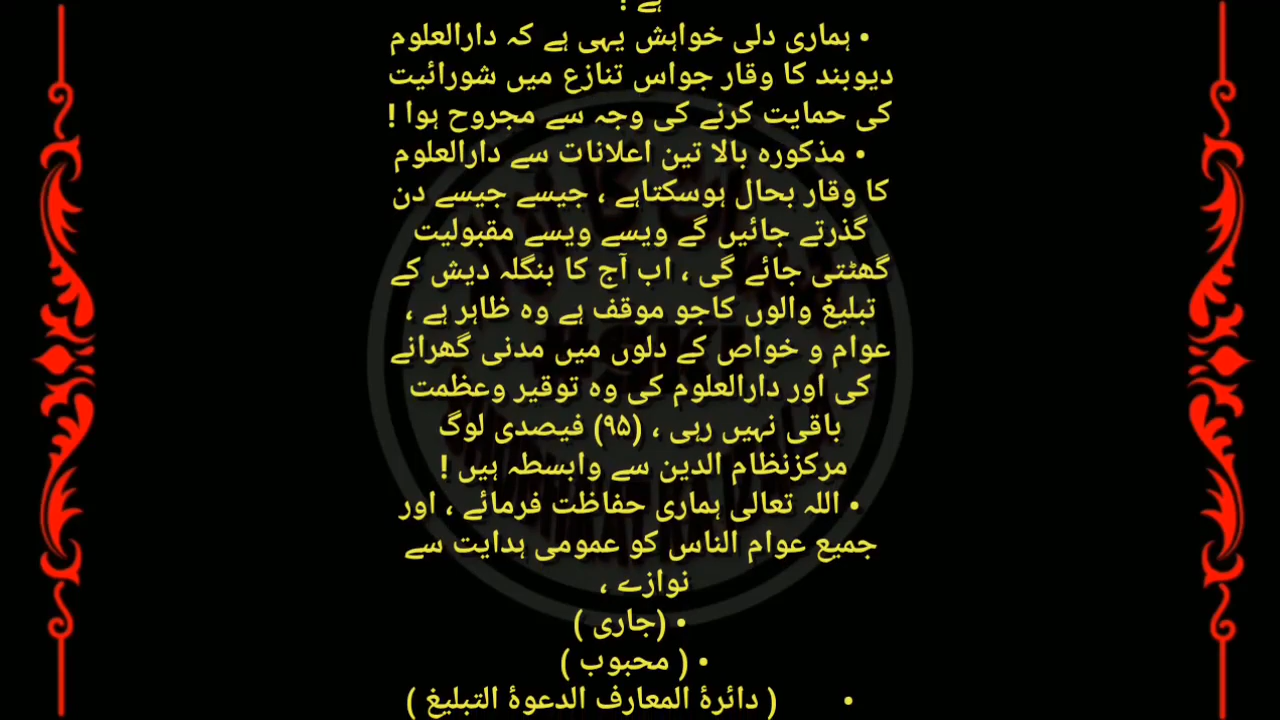 ہے !
• ہماری دلی خواہش یہی ہے کہ دارالعلوم
دیوبند کا وقار جواس تنازع میں شورائیت
کی حمایت کرنے کی وجہ سے مجروح ہوا !
• مذکورہ بالا تین اعلانات سے دارالعلوم
کا وقار بحال ہوسکتاہے ، جیسے جیسے دن
گذرتے جائیں گے ویسے ویسے مقبولیت
گھٹتی جائے گی ، اب آج کا بنگلہ دیش کے
تبلیغ والوں کاجو موقف ہے وہ ظاہر ہے ،
عوام و خواص کے دلوں میں مدنی گھرانے
کی اور دارالعلوم کی وہ توقیر وعظمت
باقی نہیں رہی ، (۹۵) فیصدی لوگ
مرکزنظام الدین سے وابسطہ ہیں !
• اللہ تعالی ہماری حفاظت فرمائے ، اور
جمیع عوام الناس کو عمومی ہدایت سے
نوازے ،
• (جاری )
• ( محبوب )
• ( دائرۂ المعارف الدعوۂ التبلیغ )